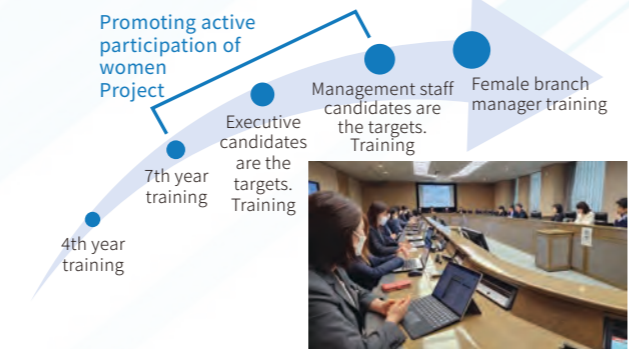 Promoting active
participation of
women
Project
4th year
training
7th year
training
Executive
candidates
are the
targets.
Training
Management staff
candidates are
the targets.
Training
Female branch
manager training